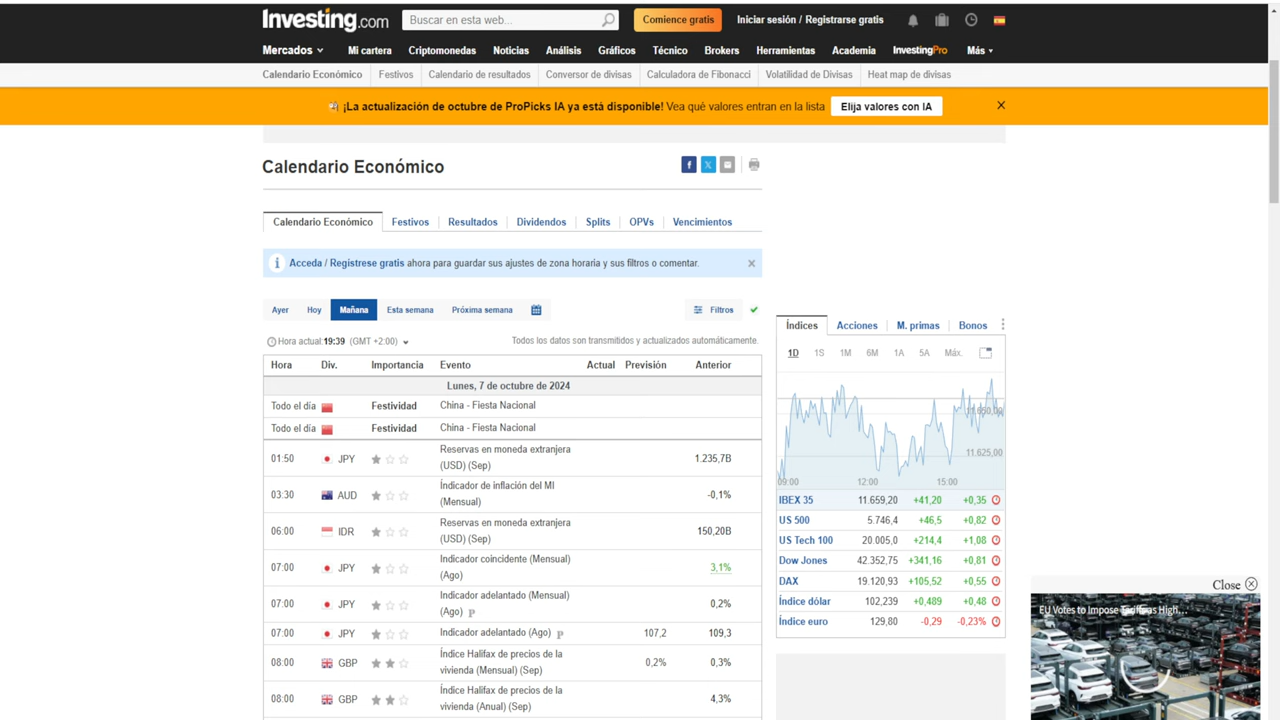 Investing.com
Buscar en esta web...
Comience gratis
Iniciar sesión / Registrarse gratis
Mercados
Mi cartera
Criptomonedas
Noticias
Análisis
Gráficos
Técnico
Brokers
Herramientas
Academia
InvestingPro
Más
Calendario Económico
Festivos
Calendario de resultados
Conversor de divisas
Calculadora de Fibonacci
Volatilidad de Divisas
Heat map de divisas
¡La actualización de octubre de ProPicks IA ya está disponible! Vea qué valores entran en la lista
Elija valores con IA
Calendario Económico
Calendario Económico
Festivos
Resultados
Dividendos
Splits
OPVs
Vencimientos
Acceda / Regístrese gratis ahora para guardar sus ajustes de zona horaria y sus filtros o comentar.
Ayer
Hoy
Mañana
Esta semana
Próxima semana
Filtros
Hora actual: 19:39 (GMT +2:00)
Todos los datos son transmitidos y actualizados automáticamente.
Hora Div. Importancia Evento Actual Previsión Anterior
Lunes, 7 de octubre de 2024
Todo el día Festividad China - Fiesta Nacional
Todo el día Festividad China - Fiesta Nacional
01:50 JPY Reservas en moneda extranjera 1.235,7B
(USD) (Sep)
03:30 AUD Índicador de inflación del MI -0,1%
(Mensual)
06:00 IDR Reservas en moneda extranjera 150,20B
(USD) (Sep)
07:00 JPY Indicador coincidente (Mensual) 3,1%
(Ago)
07:00 JPY Indicador adelantado (Mensual) 0,2%
(Ago)
07:00 JPY Indicador adelantado (Ago) 107,2 109,3
08:00 GBP Índice Halifax de precios de la 0,2% 0,3%
vivienda (Mensual) (Sep)
08:00 GBP Índice Halifax de precios de la 4,3%
vivienda (Anual) (Sep)
Índices
Acciones
M. primas
Bonos
1D 1S 1M 6M 1A 5A Máx.
11.650,00
11.625,00
09:00 12:00 15:00
IBEX 35 11.659,20 +41,20 +0,35
US 500 5.746,4 +46,5 +0,82
US Tech 100 20.005,0 +214,4 +1,08
Dow Jones 42.352,75 +341,16 +0,81
DAX 19.120,93 +105,52 +0,55
Índice dólar 102,239 +0,489 +0,48
Índice euro 129,80 -0,29 -0,23%
Close
EU Votes to Impose Tariffs as High...